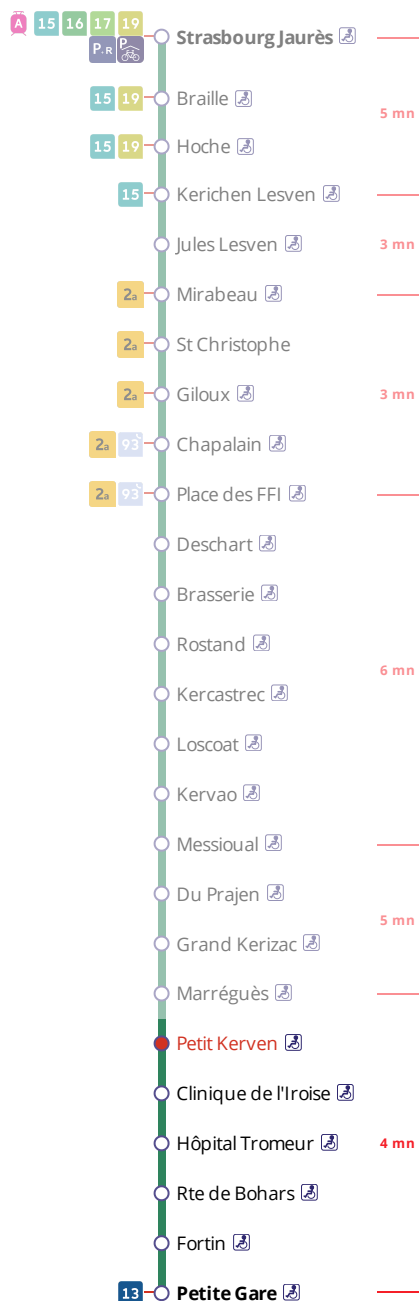 A 15 16 17 19
P+R P
Strasbourg Jaurès
15 19 Braille
5 mn
15 19 Hoche
15 Kerichen Lesven
Jules Lesven 3 mn
2a Mirabeau
2a St Christophe
2a Giloux 3 mn
2a 93 Chapalain
2a 93 Place des FFI
Deschart
Brasserie
Rostand
6 mn
Kercastrec
Loscoat
Kervao
Messioual
Du Prajen
5 mn
Grand Kerizac
Marréguès
Petit Kerven
Clinique de l'Iroise
Hôpital Tromeur 4 mn
Rte de Bohars
Fortin
13 Petite Gare